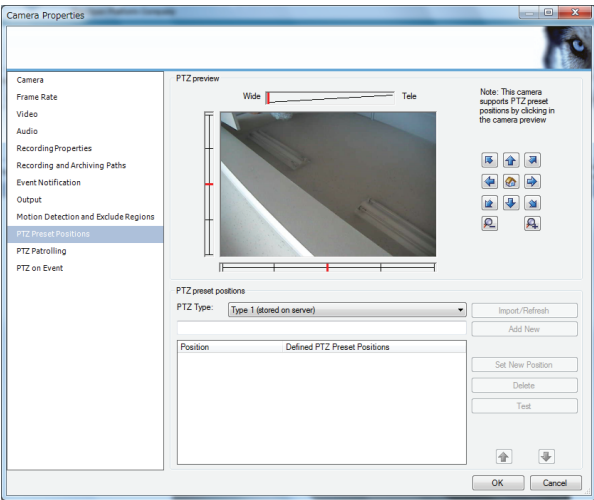 Camera Properties
Camera
Frame Rate
Video
Audio
Recording Properties
Recording and Archiving Paths
Event Notification
Output
Motion Detection and Exclude Regions
PTZ Preset Positions
PTZ Patrolling
PTZ on Event
PTZ preview
Wide
Tele
Note: This camera
supports PTZ preset
positions by clicking in
the camera preview
PTZ preset positions
PTZ Type:
Type 1 (stored on server)
Import/Refresh
Add New
Position
Defined PTZ Preset Positions
Set New Position
Delete
Test
OK
Cancel